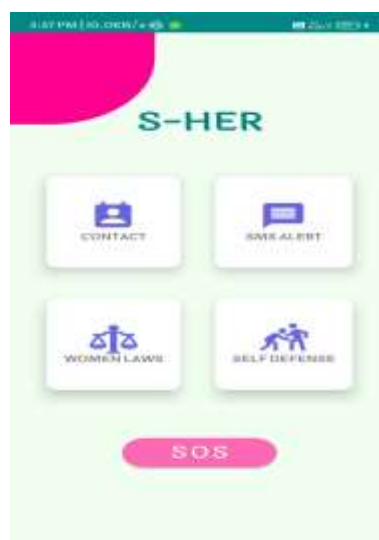 S-HER
CONTACT
SMS ALERT
WOMEN LAWS
SELF DEFENSE
SOS